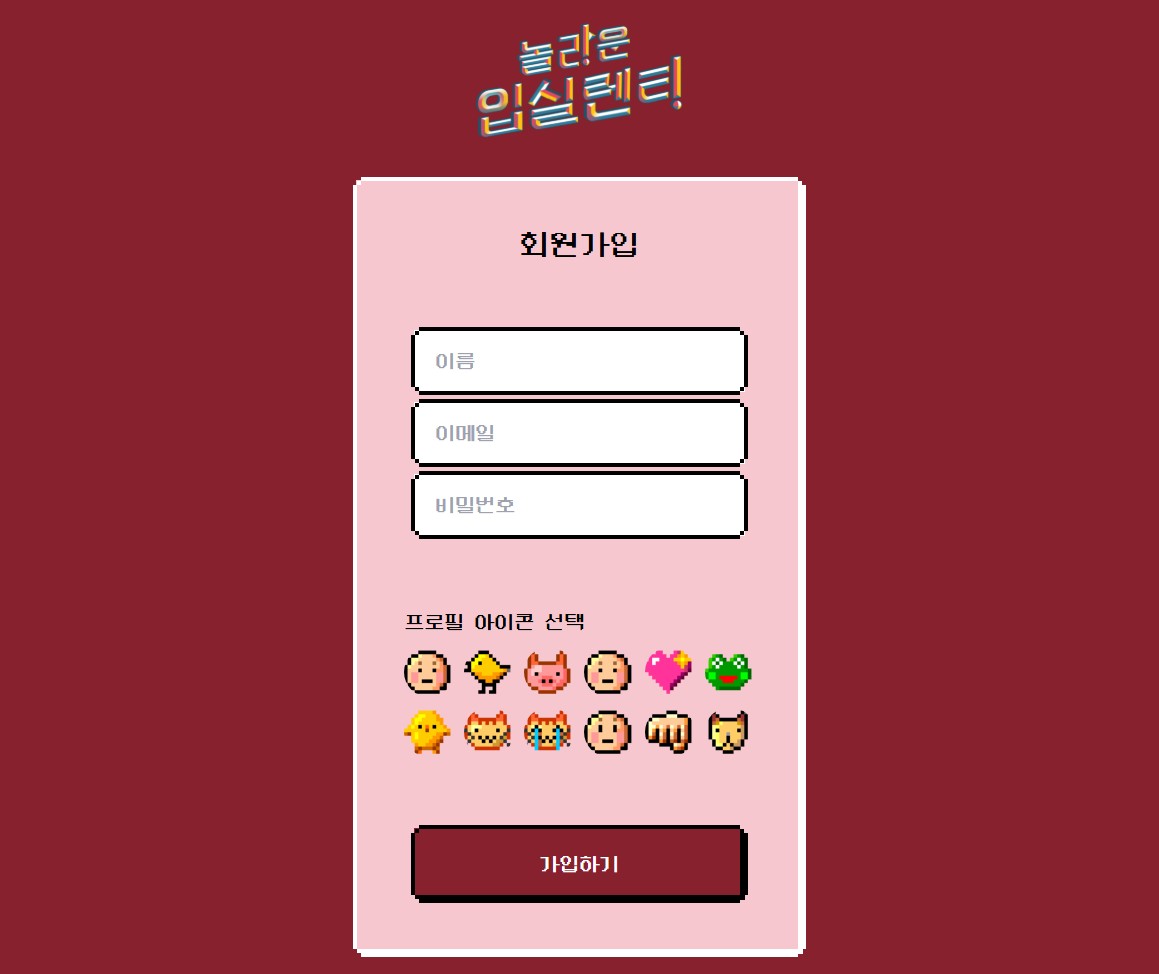 놀라운
입실렌티
회원가입
이름
이메일
비밀번호
프로필 아이콘 선택
가입하기